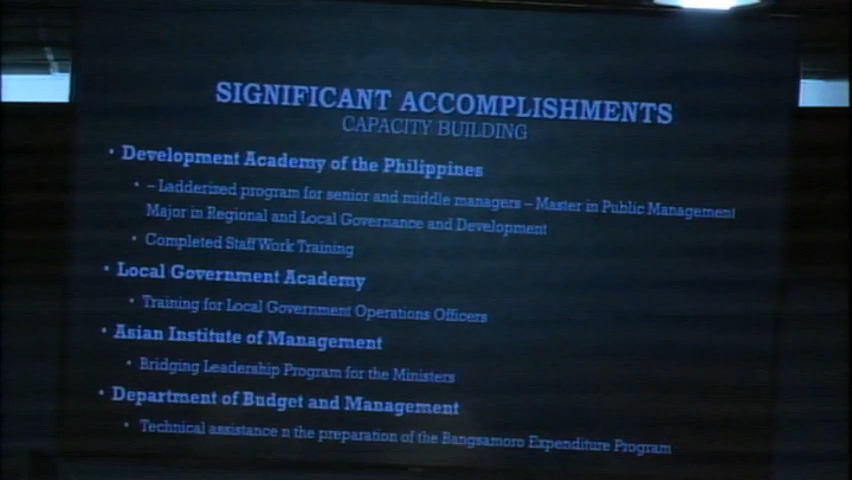 SIGNIFICANT ACCOMPLISHMENTS
CAPACITY BUILDING
• Development Academy of the Philippines
• – Ladderized program for senior and middle managers – Master in Public Management
Major in Regional and Local Governance and Development
• Completed Staff Work Training
• Local Government Academy
• Training for Local Government Operations Officers
• Asian Institute of Management
• Bridging Leadership Program for the Ministers
• Department of Budget and Management
• Technical assistance n the preparation of the Bangsamoro Expenditure Program